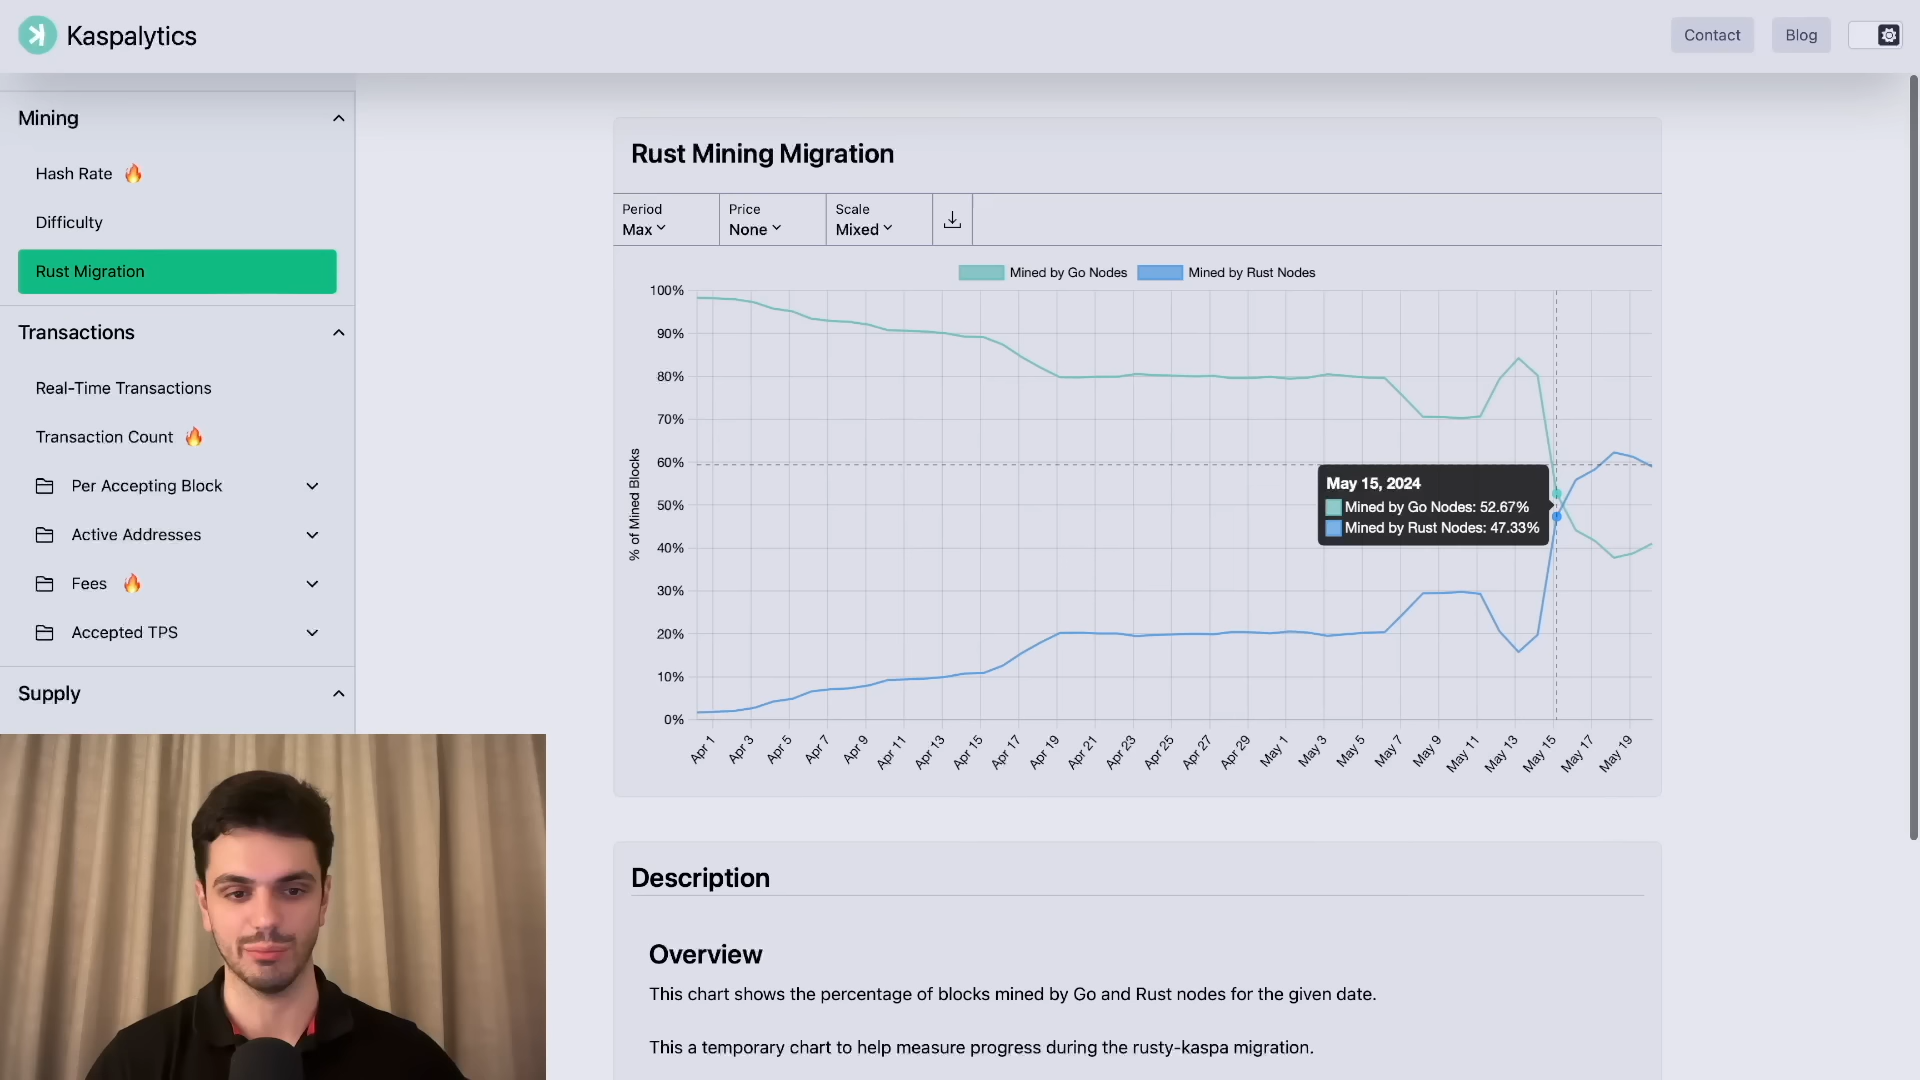 Kaspalytics
Contact
Blog
Mining
Hash Rate 🔥
Difficulty
Rust Migration
Transactions
Real-Time Transactions
Transaction Count 🔥
Per Accepting Block
Active Addresses
Fees 🔥
Accepted TPS
Supply
Rust Mining Migration
Period
Max
Price
None
Scale
Mixed
Mined by Go Nodes
Mined by Rust Nodes
100%
90%
80%
70%
60%
50%
40%
30%
20%
10%
0%
% of Mined Blocks
May 15, 2024
Mined by Go Nodes: 52.67%
Mined by Rust Nodes: 47.33%
Apr 1
Apr 3
Apr 5
Apr 7
Apr 9
Apr 11
Apr 13
Apr 15
Apr 17
Apr 19
Apr 21
Apr 23
Apr 25
Apr 27
Apr 29
May 1
May 3
May 5
May 7
May 9
May 11
May 13
May 15
May 17
May 19
Description
Overview
This chart shows the percentage of blocks mined by Go and Rust nodes for the given date.
This a temporary chart to help measure progress during the rusty-kaspa migration.